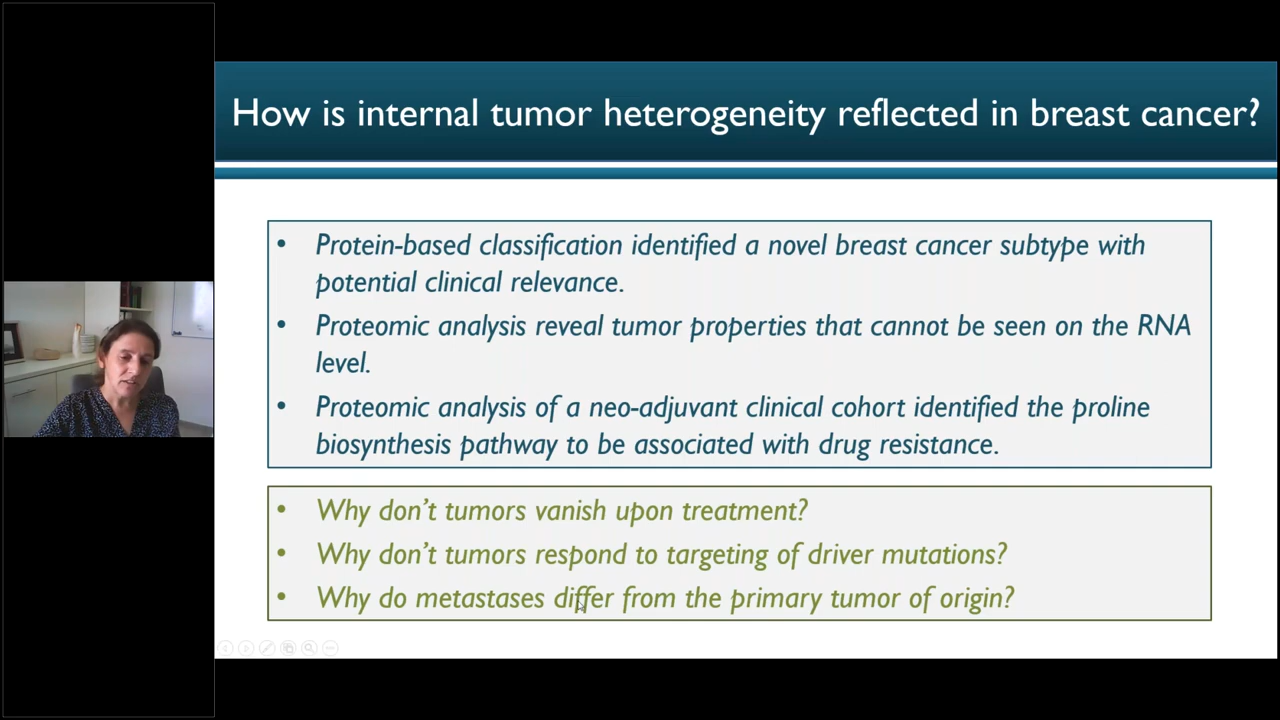 How is internal tumor heterogeneity reflected in breast cancer?
• Protein-based classification identified a novel breast cancer subtype with
potential clinical relevance.
• Proteomic analysis reveal tumor properties that cannot be seen on the RNA
level.
• Proteomic analysis of a neo-adjuvant clinical cohort identified the proline
biosynthesis pathway to be associated with drug resistance.
• Why don't tumors vanish upon treatment?
• Why don't tumors respond to targeting of driver mutations?
• Why do metastases differ from the primary tumor of origin?